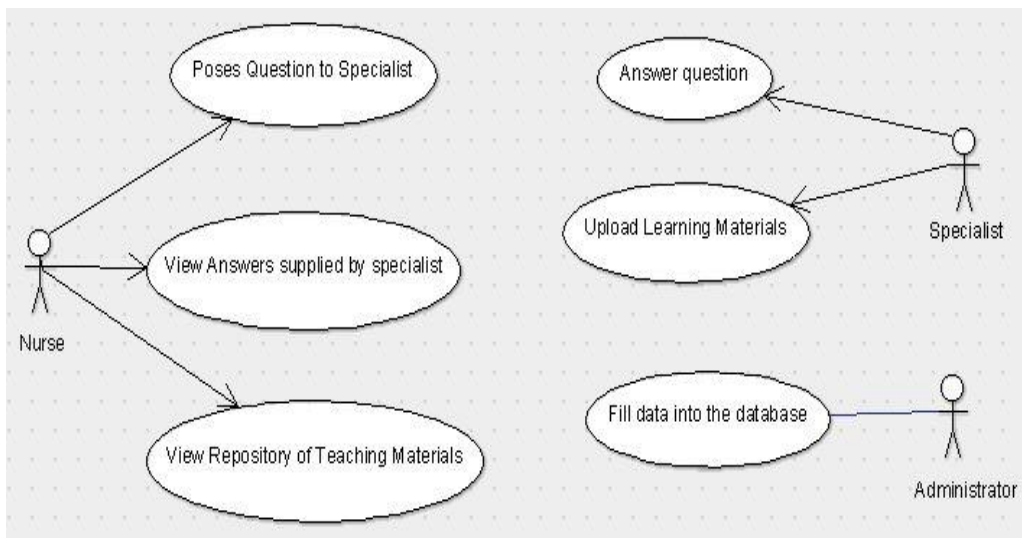 Poses Question to Specialist
Answer question
Upload Learning Materials
Specialist
View Answers supplied by specialist
Nurse
Fill data into the database
View Repository of Teaching Materials
Administrator